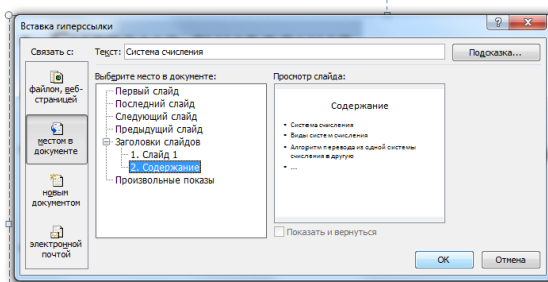 Вставка гиперссылки
Связать с:
Текст: Система счисления
Подсказка...
файлом, веб-
страницей
местом в
документе
новым
документом
электронной
почтой
Выберите место в документе:
Первый слайд
Последний слайд
Следующий слайд
Предыдущий слайд
Заголовки слайдов
1. Слайд 1
2. Содержание
Произвольные показы
Просмотр слайда:
Содержание
• Система счисления
• Виды систем счисления
• Алгоритм перевода из одной системы
счисления в другую
• ...
Показать и вернуться
ОК
Отмена